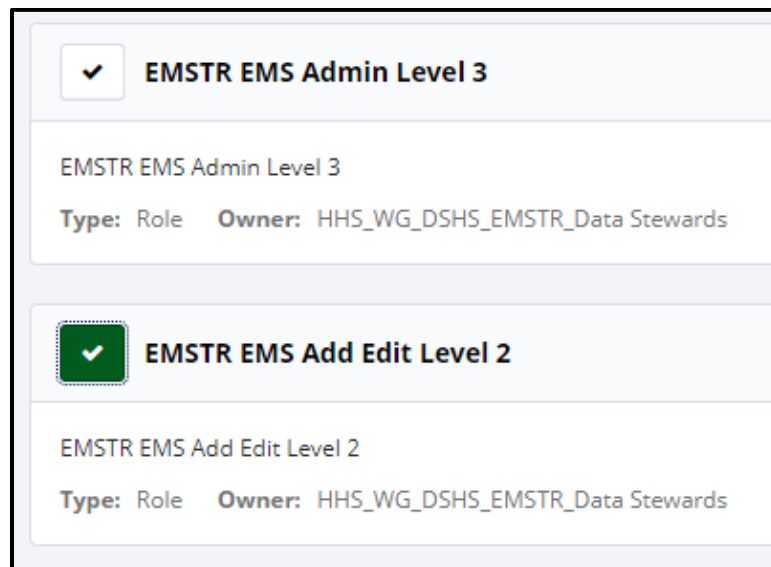 EMSTR EMS Admin Level 3
EMSTR EMS Admin Level 3
Type: Role Owner: HHS_WG_DSHS_EMSTR_Data Stewards
EMSTR EMS Add Edit Level 2
EMSTR EMS Add Edit Level 2
Type: Role Owner: HHS_WG_DSHS_EMSTR_Data Stewards